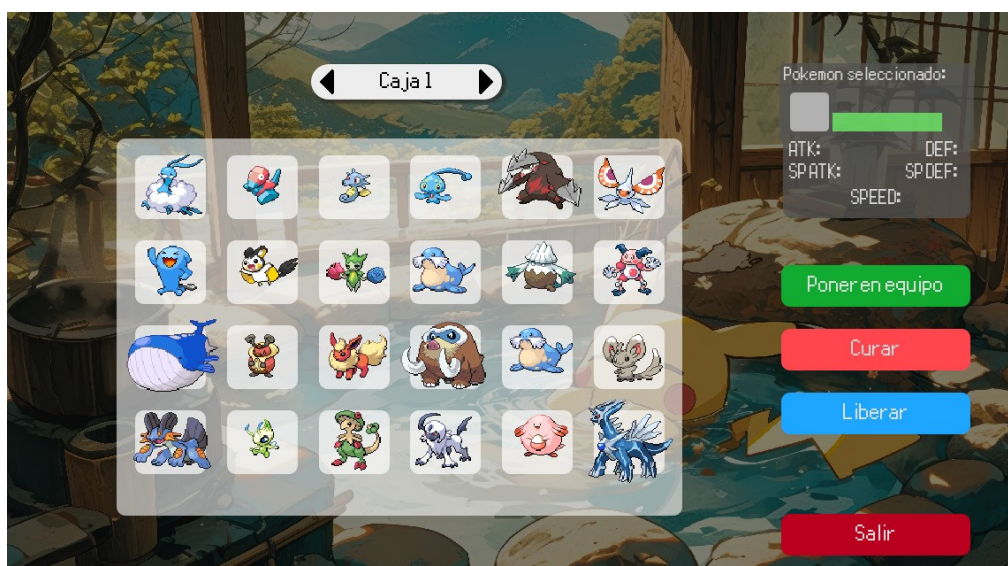 Caja 1
Pokemon seleccionado:
ATK: DEF:
SPATK: SPDEF:
SPEED:
Poner en equipo
Curar
Liberar
Salir